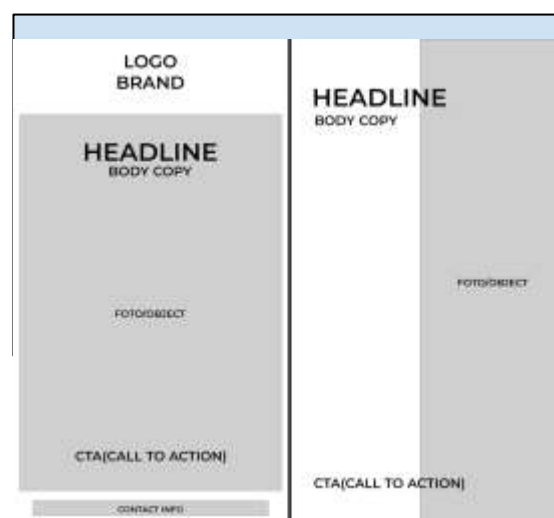 LOGO
BRAND
HEADLINE
BODY COPY
FOTO/OBJECT
CTA(CALL TO ACTION)
CONTACT INFO
HEADLINE
BODY COPY
FOTO/OBJECT
CTA(CALL TO ACTION)